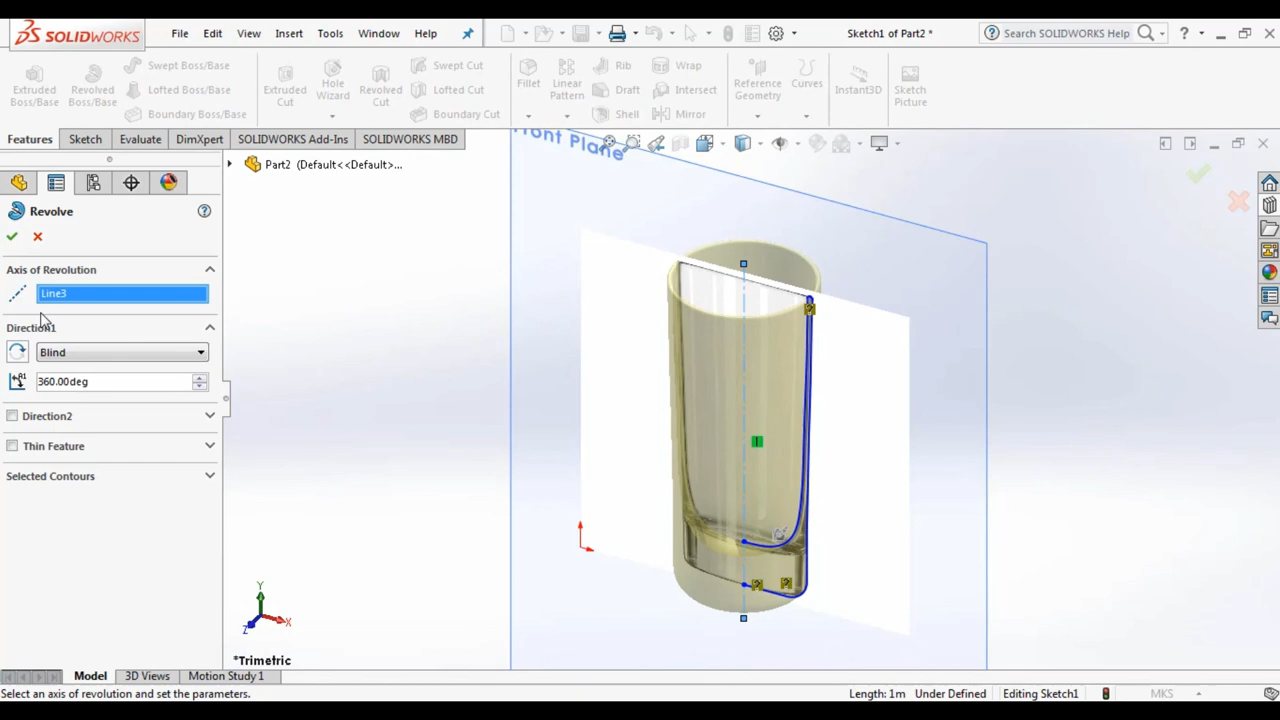 SOLIDWORKS File Edit View Insert Tools Window Help Sketch1 of Part2 * Search SOLIDWORKS Help ?
Extruded Boss/Base
Revolved Boss/Base
Swept Boss/Base
Lofted Boss/Base
Boundary Boss/Base
Extruded Cut
Hole Wizard
Revolved Cut
Swept Cut
Lofted Cut
Boundary Cut
Fillet
Linear Pattern
Rib
Draft
Shell
Wrap
Intersect
Mirror
Reference Geometry
Curves
Instant3D
Sketch Picture
Features Sketch Evaluate DimXpert SOLIDWORKS Add-Ins SOLIDWORKS MBD
Front Plane
Part2 (Default<<Default>...
Revolve ?
Axis of Revolution
Line3
Direction1
Blind
360.00deg
Direction2
Thin Feature
Selected Contours
Y
X
Z
*Trimetric
Model 3D Views Motion Study 1
Select an axis of revolution and set the parameters. Length: 1m Under Defined Editing Sketch1 MKS